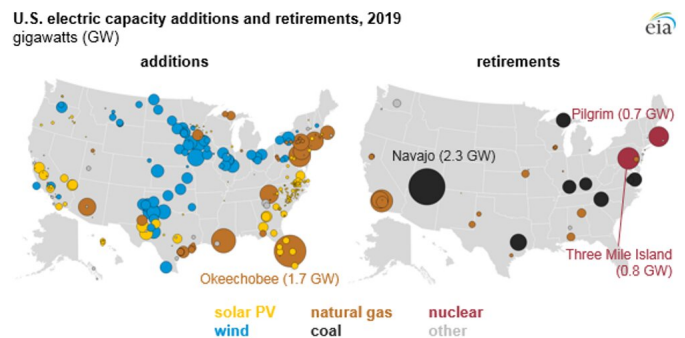 U.S. electric capacity additions and retirements, 2019
gigawatts (GW)
eia
additions
retirements
Okeechobee (1.7 GW)
Navajo (2.3 GW)
Pilgrim (0.7 GW)
Three Mile Island
(0.8 GW)
solar PV
natural gas
nuclear
wind
coal
other